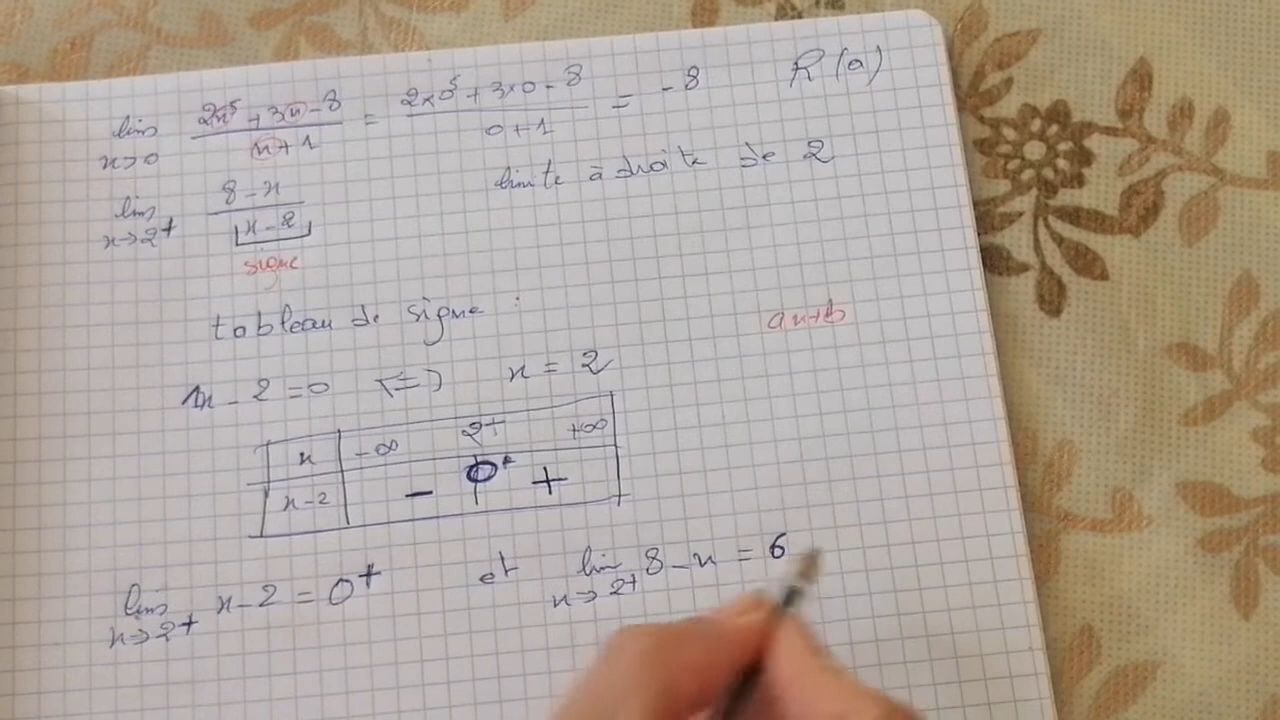 lim x→0 (2x⁵ + 3x - 8)/(x + 1) = (2×0⁵ + 3×0 - 8)/(0 + 1) = -8 R(a)
lim x→2⁺ (8 - x)/(x - 2) limite à droite de 2
signe
tableau de signe :
ax+b
1x - 2 = 0 <=> x = 2
x -∞ 2⁺ +∞
x-2 - 0⁺ +
lim x→2⁺ x - 2 = 0⁺ et lim x→2⁺ 8 - x = 6